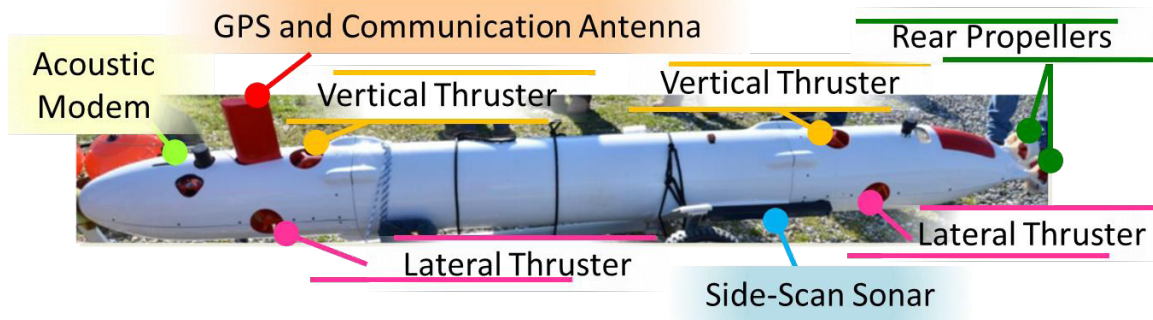 GPS and Communication Antenna
Rear Propellers
Acoustic
Modem
Vertical Thruster
Vertical Thruster
Lateral Thruster
Lateral Thruster
Side-Scan Sonar